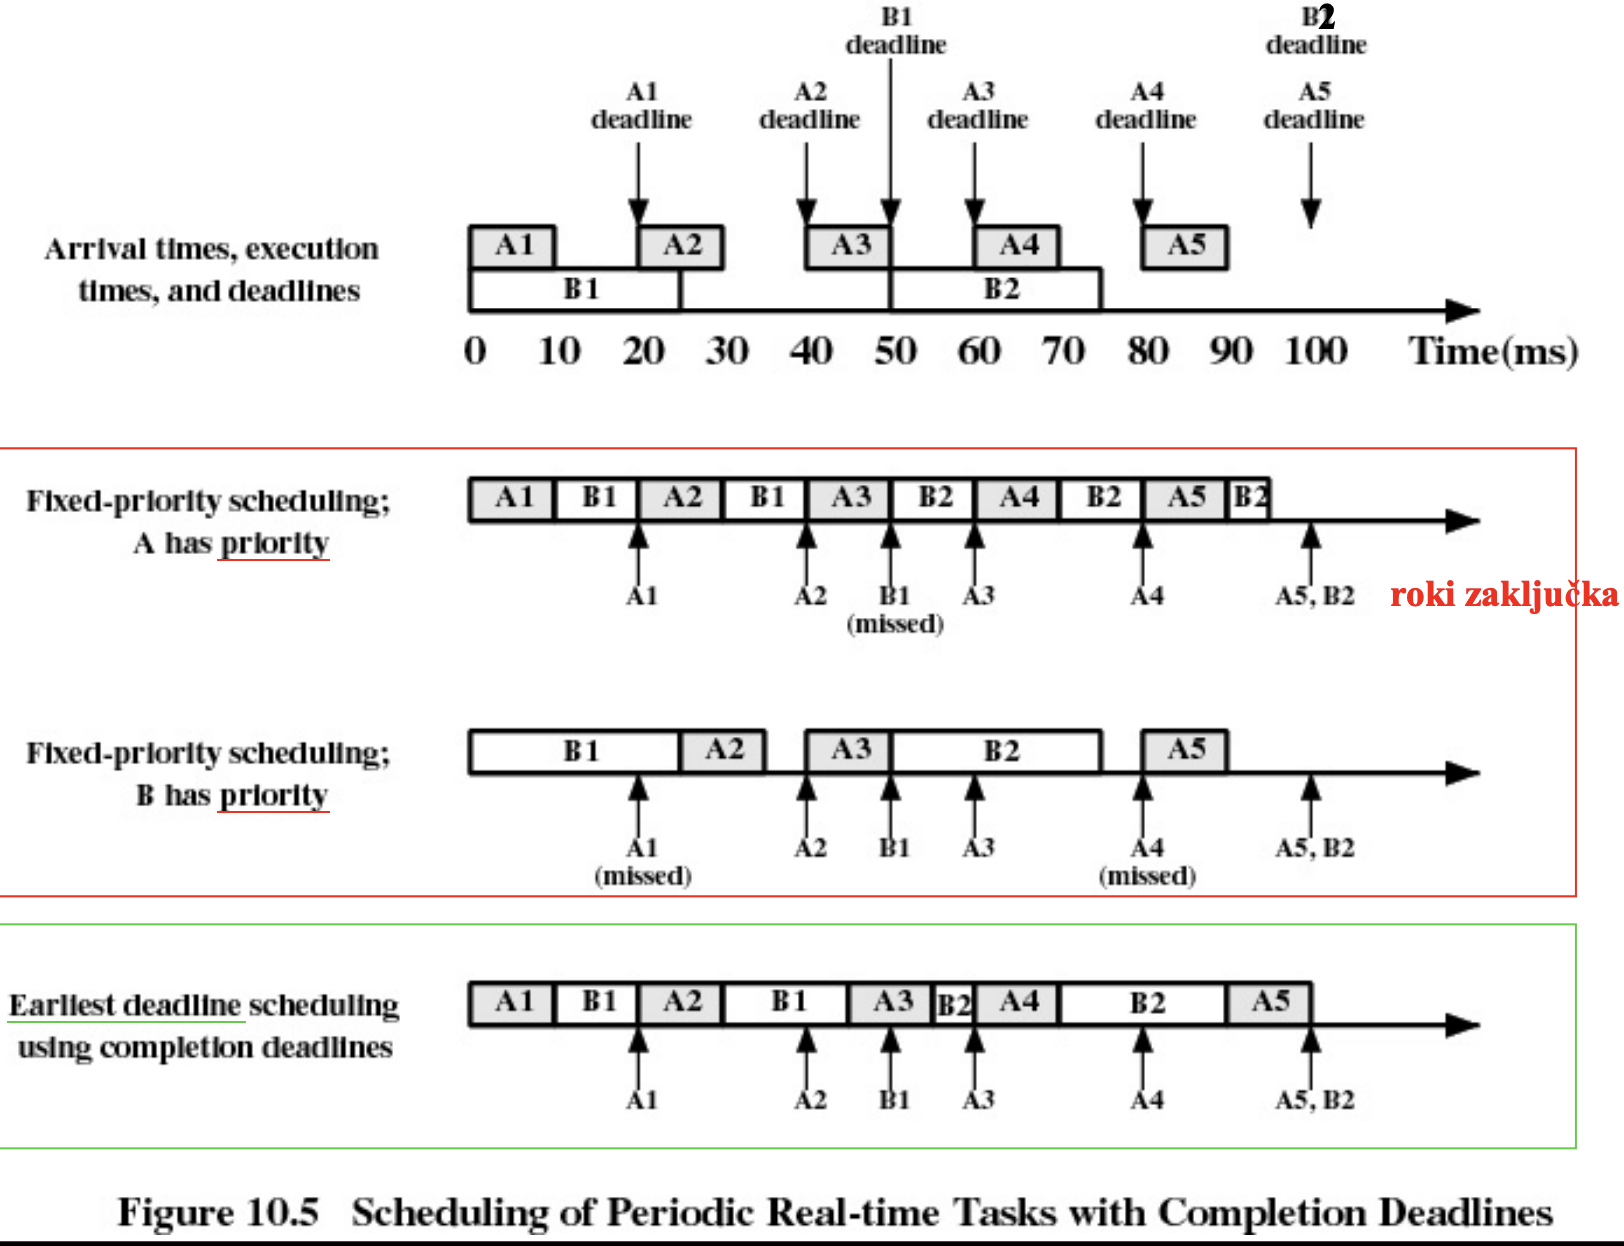 B1
deadline
B2
deadline
A1
deadline
A2
deadline
A3
deadline
A4
deadline
A5
deadline
Arrival times, execution
times, and deadlines
A1 A2 A3 A4 A5
B1 B2
0 10 20 30 40 50 60 70 80 90 100 Time(ms)
Fixed-priority scheduling;
A has priority
A1 B1 A2 B1 A3 B2 A4 B2 A5 B2
A1 A2 B1 A3 A4 A5, B2
(missed)
roki zaključka
Fixed-priority scheduling;
B has priority
B1 A2 A3 B2 A5
A1 A2 B1 A3 A4 A5, B2
(missed) (missed)
Earliest deadline scheduling
using completion deadlines
A1 B1 A2 B1 A3 B2 A4 B2 A5
A1 A2 B1 A3 A4 A5, B2
Figure 10.5 Scheduling of Periodic Real-time Tasks with Completion Deadlines